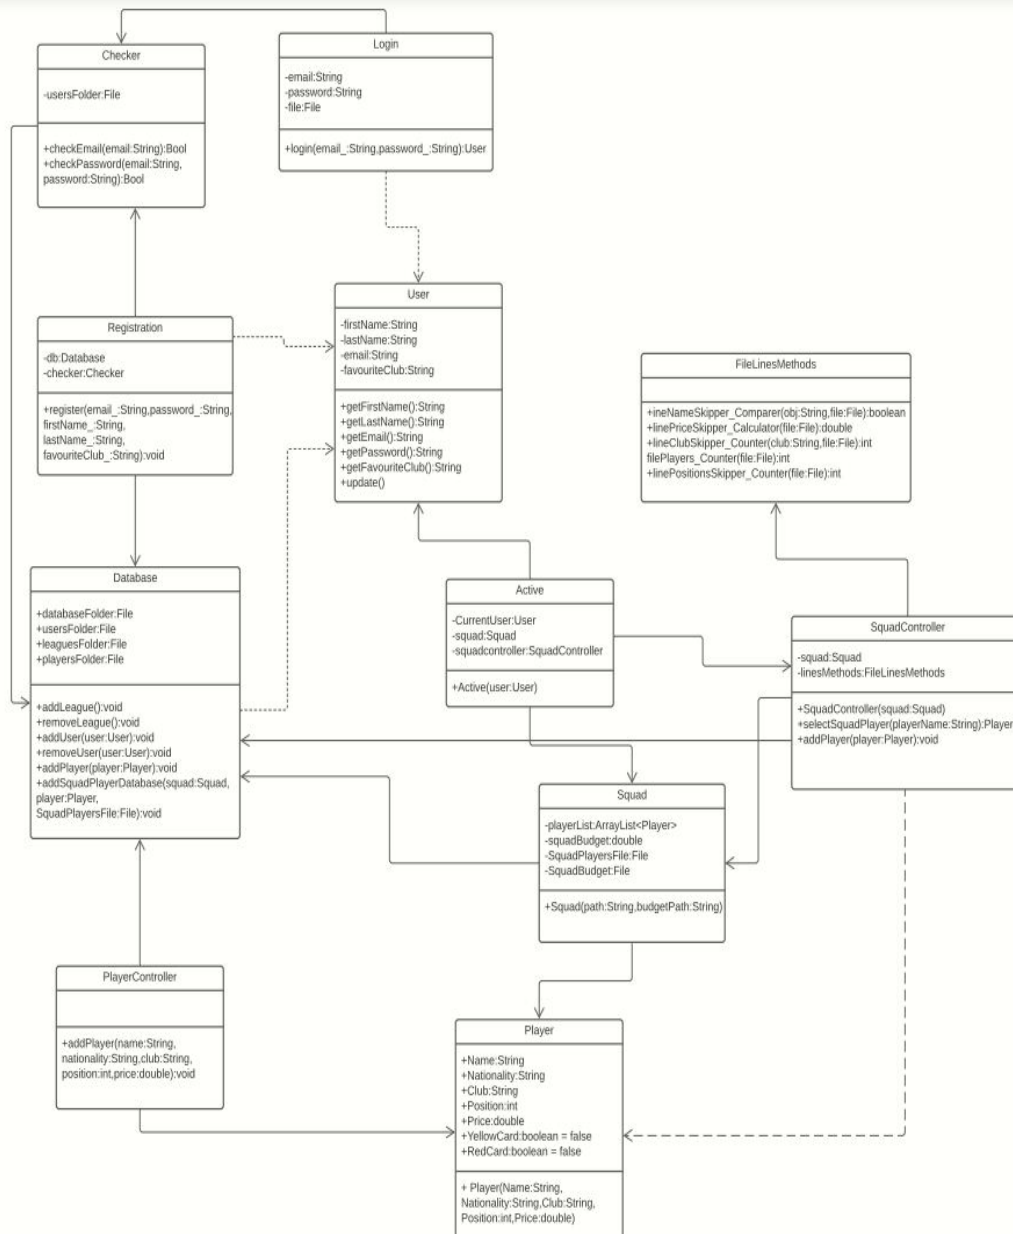 Checker
-usersFolder:File
+checkEmail(email:String):Bool
+checkPassword(email:String,
password:String):Bool
Login
-email:String
-password:String
-file:File
+login(email_:String,password_:String):User
Registration
-db:Database
-checker:Checker
+register(email_:String,password_:String,
firstName_:String,
lastName_:String,
favouriteClub_:String):void
User
-firstName:String
-lastName:String
-email:String
-favouriteClub:String
+getFirstName():String
+getLastName():String
+getEmail():String
+getPassword():String
+getFavouriteClub():String
+update()
FileLinesMethods
+ineNameSkipper_Comparer(obj:String,file:File):boolean
+linePriceSkipper_Calculator(file:File):double
+lineClubSkipper_Counter(club:String,file:File):int
filePlayers_Counter(file:File):int
+linePositionsSkipper_Counter(file:File):int
Database
+databaseFolder:File
+usersFolder:File
+leaguesFolder:File
+playersFolder:File
+addLeague():void
+removeLeague():void
+addUser(user:User):void
+removeUser(user:User):void
+addPlayer(player:Player):void
+addSquadPlayerDatabase(squad:Squad,
player:Player,
SquadPlayersFile:File):void
Active
-CurrentUser:User
-squad:Squad
-squadcontroller:SquadController
+Active(user:User)
SquadController
-squad:Squad
-linesMethods:FileLinesMethods
+SquadController(squad:Squad)
+selectSquadPlayer(playerName:String):Player
+addPlayer(player:Player):void
Squad
-playerList:ArrayList<Player>
-squadBudget:double
-SquadPlayersFile:File
-SquadBudget:File
+Squad(path:String,budgetPath:String)
PlayerController
+addPlayer(name:String,
nationality:String,club:String,
position:int,price:double):void
Player
+Name:String
+Nationality:String
+Club:String
+Position:int
+Price:double
+YellowCard:boolean = false
+RedCard:boolean = false
+ Player(Name:String,
Nationality:String,Club:String,
Position:int,Price:double)